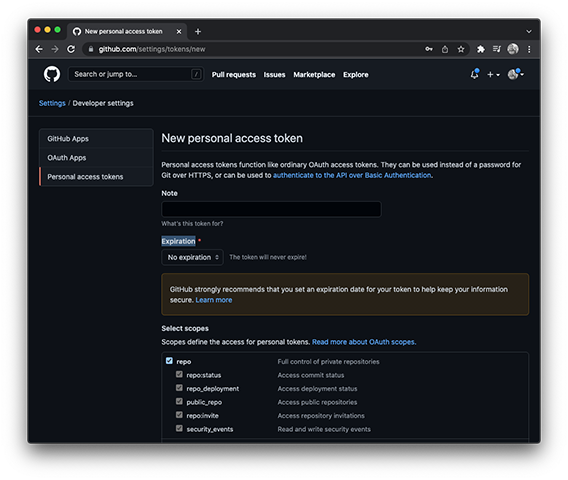 New personal access token
github.com/settings/tokens/new
Search or jump to...
/
Pull requests
Issues
Marketplace
Explore
Settings / Developer settings
GitHub Apps
OAuth Apps
Personal access tokens
New personal access token
Personal access tokens function like ordinary OAuth access tokens. They can be used instead of a password for
Git over HTTPS, or can be used to authenticate to the API over Basic Authentication.
Note
What's this token for?
Expiration *
No expiration
The token will never expire!
GitHub strongly recommends that you set an expiration date for your token to help keep your information
secure. Learn more
Select scopes
Scopes define the access for personal tokens. Read more about OAuth scopes.
repo Full control of private repositories
repo:status Access commit status
repo_deployment Access deployment status
public_repo Access public repositories
repo:invite Access repository invitations
security_events Read and write security events